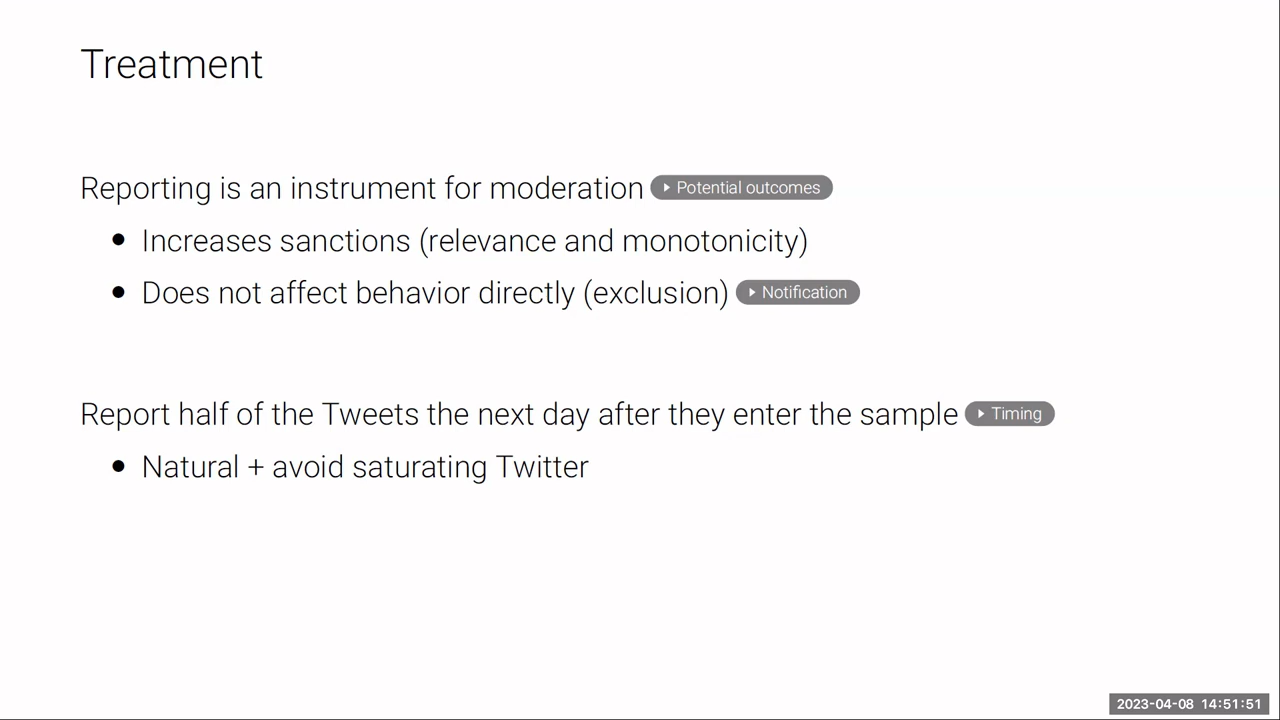 Treatment
Reporting is an instrument for moderation Potential outcomes
Increases sanctions (relevance and monotonicity)
Does not affect behavior directly (exclusion) Notification
Report half of the Tweets the next day after they enter the sample Timing
Natural + avoid saturating Twitter
2023-04-08 14:51:51